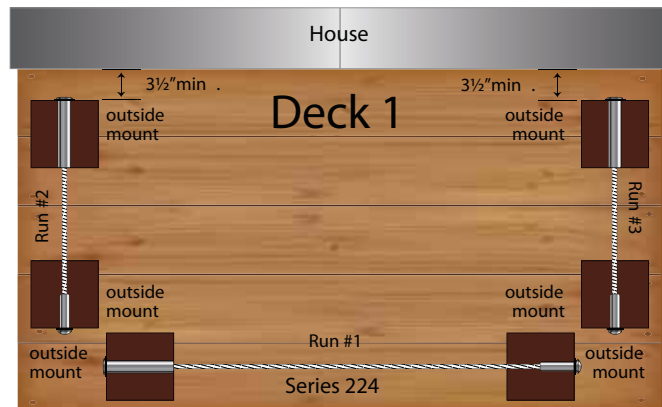 House
3½”min .
3½”min .
Deck 1
outside
mount
outside
mount
Run #2
Run #3
outside
mount
outside
mount
outside
mount
Run #1
outside
mount
Series 224